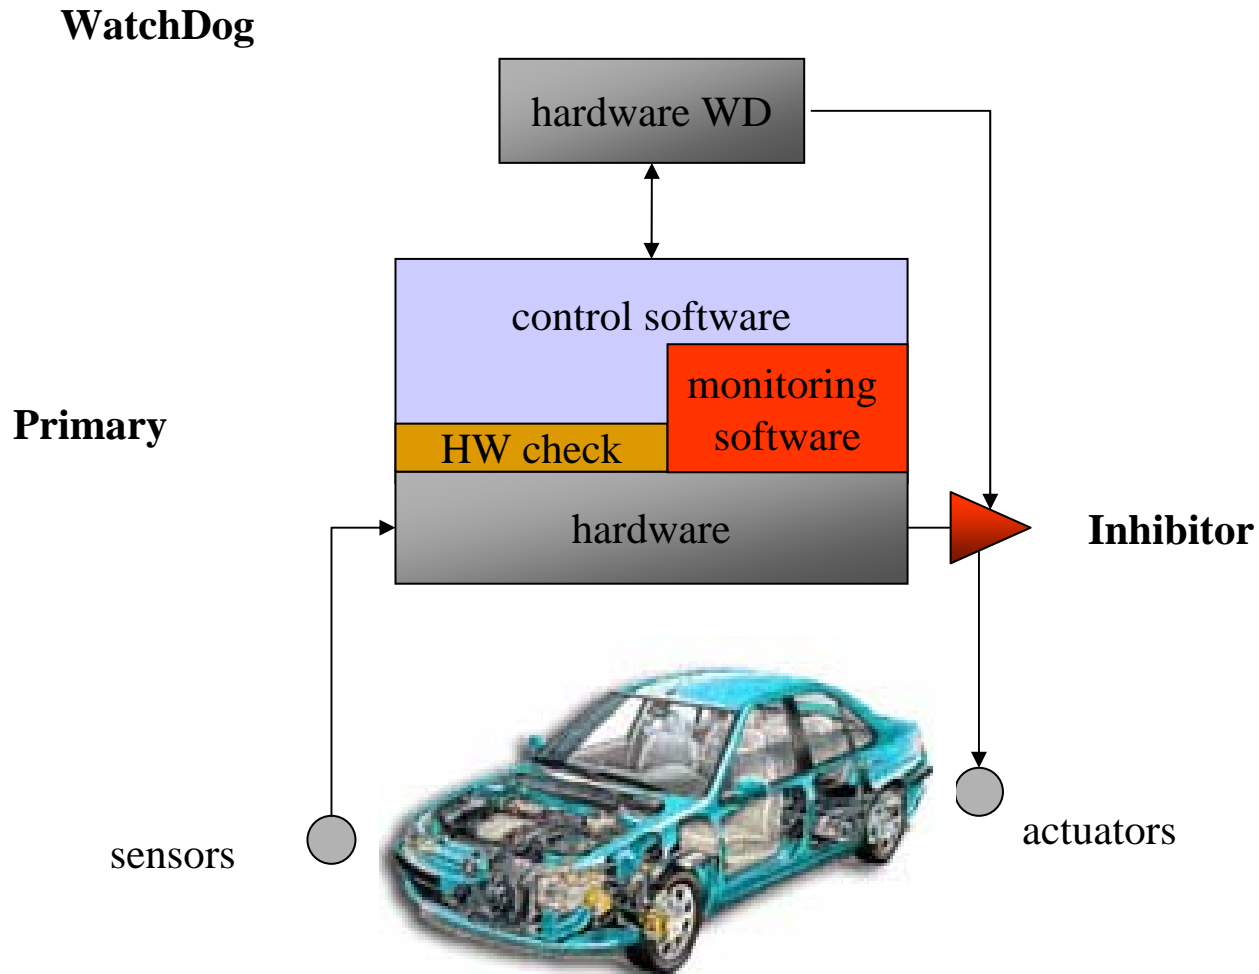 WatchDog
hardware WD
control software
monitoring
software
Primary
HW check
hardware
Inhibitor
sensors
actuators